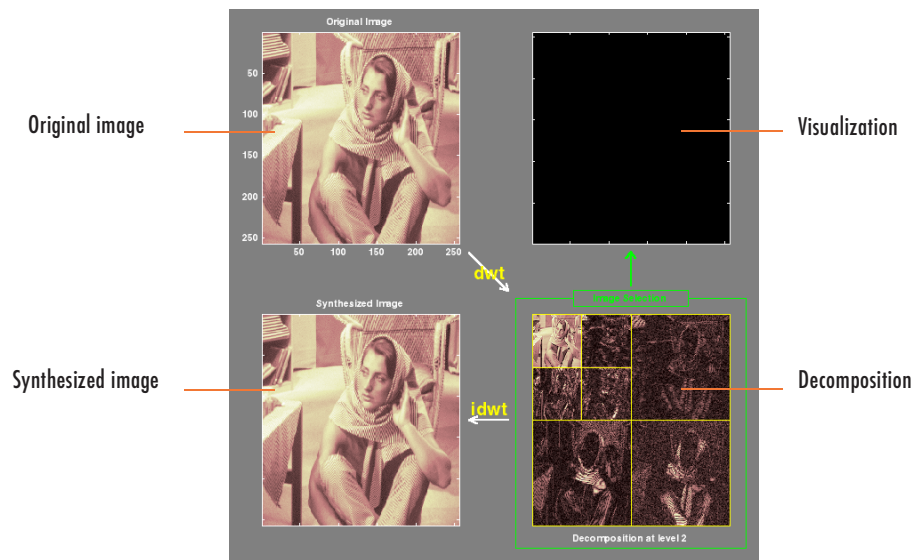 Original Image
50
100
150
200
250
50 100 150 200 250
Original image
Visualization
dwt
Image Selection
Synthesized Image
Synthesized image
idwt
Decomposition
Decomposition at level 2